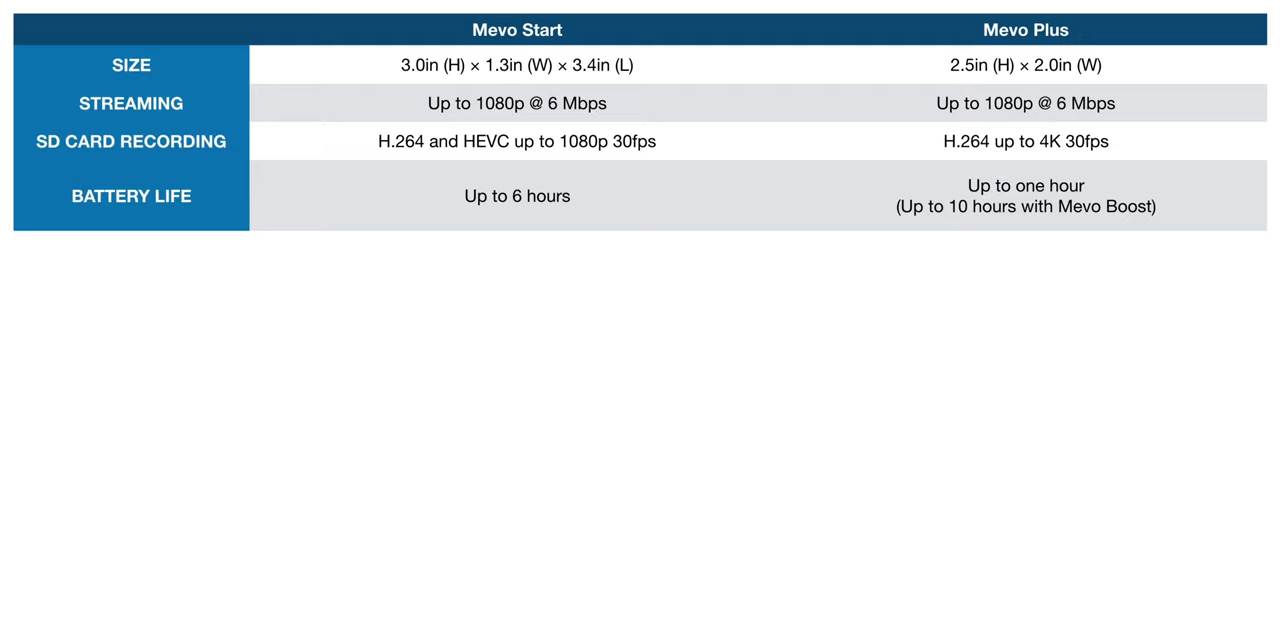 Mevo Start Mevo Plus
SIZE 3.0in (H) × 1.3in (W) × 3.4in (L) 2.5in (H) × 2.0in (W)
STREAMING Up to 1080p @ 6 Mbps Up to 1080p @ 6 Mbps
SD CARD RECORDING H.264 and HEVC up to 1080p 30fps H.264 up to 4K 30fps
BATTERY LIFE Up to 6 hours Up to one hour
(Up to 10 hours with Mevo Boost)